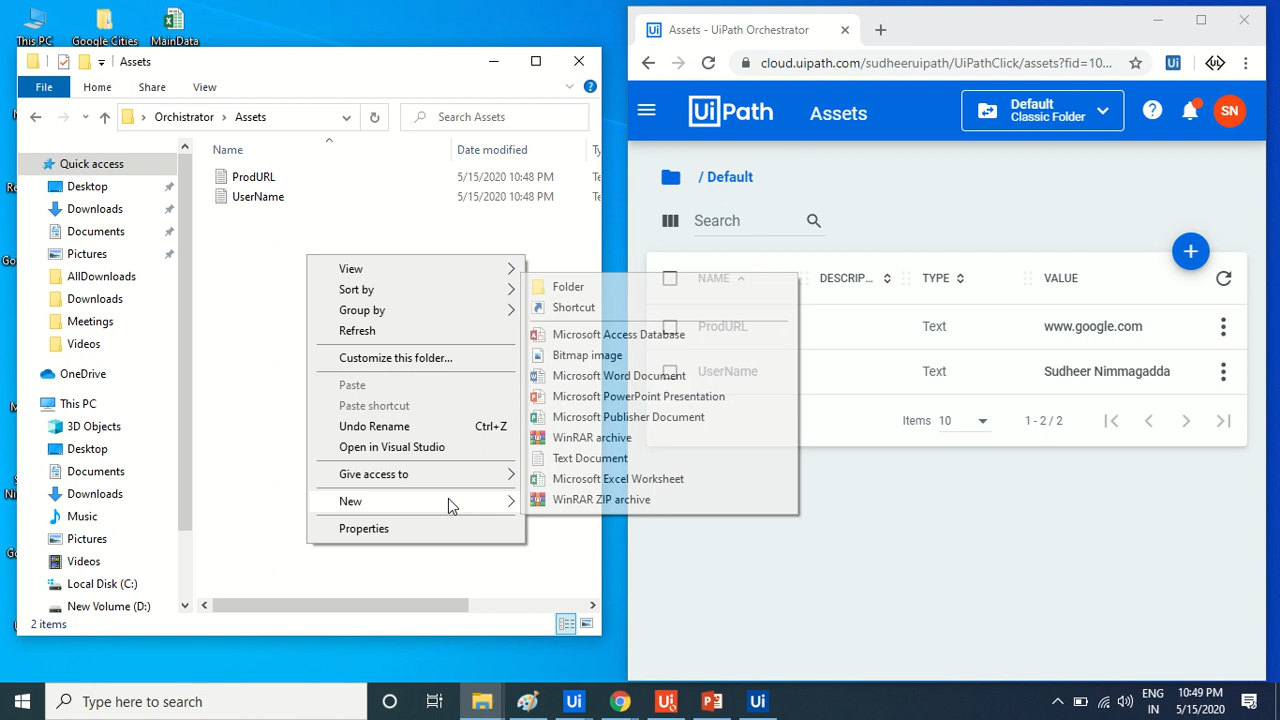 This PC
Google Cities
MainData
Assets
File
Home
Share
View
Orchistrator
Assets
Search Assets
Name
Date modified
Ty
Quick access
Desktop
Downloads
Documents
Pictures
AllDownloads
Downloads
Meetings
Videos
OneDrive
This PC
3D Objects
Desktop
Documents
Downloads
Music
Pictures
Videos
Local Disk (C:)
New Volume (D:)
ProdURL
5/15/2020 10:48 PM
Te
UserName
5/15/2020 10:48 PM
Te
2 items
View
Sort by
Group by
Refresh
Customize this folder...
Paste
Paste shortcut
Undo Rename Ctrl+Z
Open in Visual Studio
Give access to
New
Properties
Folder
Shortcut
Microsoft Access Database
Bitmap image
Microsoft Word Document
Microsoft PowerPoint Presentation
Microsoft Publisher Document
WinRAR archive
Text Document
Microsoft Excel Worksheet
WinRAR ZIP archive
Assets - UiPath Orchestrator
cloud.uipath.com/sudheeruipath/UiPathClick/assets?fid=10...
UiPath
Assets
Default
Classic Folder
SN
/ Default
Search
NAME
DESCRIP...
TYPE
VALUE
ProdURL
Text
www.google.com
UserName
Text
Sudheer Nimmagadda
Items 10
1 - 2 / 2
Type here to search
ENG
IN
10:49 PM
5/15/2020